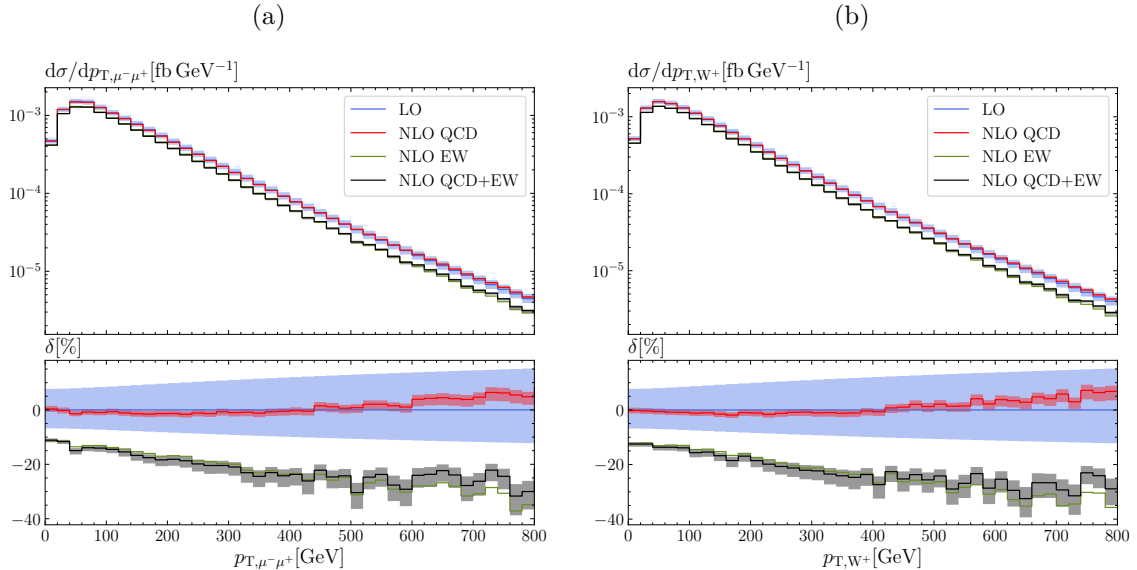 (a)
dσ/dp_{T,μ⁻μ⁺}[fb GeV⁻¹]
10⁻³
10⁻⁴
10⁻⁵
LO
NLO QCD
NLO EW
NLO QCD+EW
δ[%]
0
−20
−40
0 100 200 300 400 500 600 700 800
p_{T,μ⁻μ⁺}[GeV]
(b)
dσ/dp_{T,W⁺}[fb GeV⁻¹]
10⁻³
10⁻⁴
10⁻⁵
LO
NLO QCD
NLO EW
NLO QCD+EW
δ[%]
0
−20
−40
0 100 200 300 400 500 600 700 800
p_{T,W⁺}[GeV]